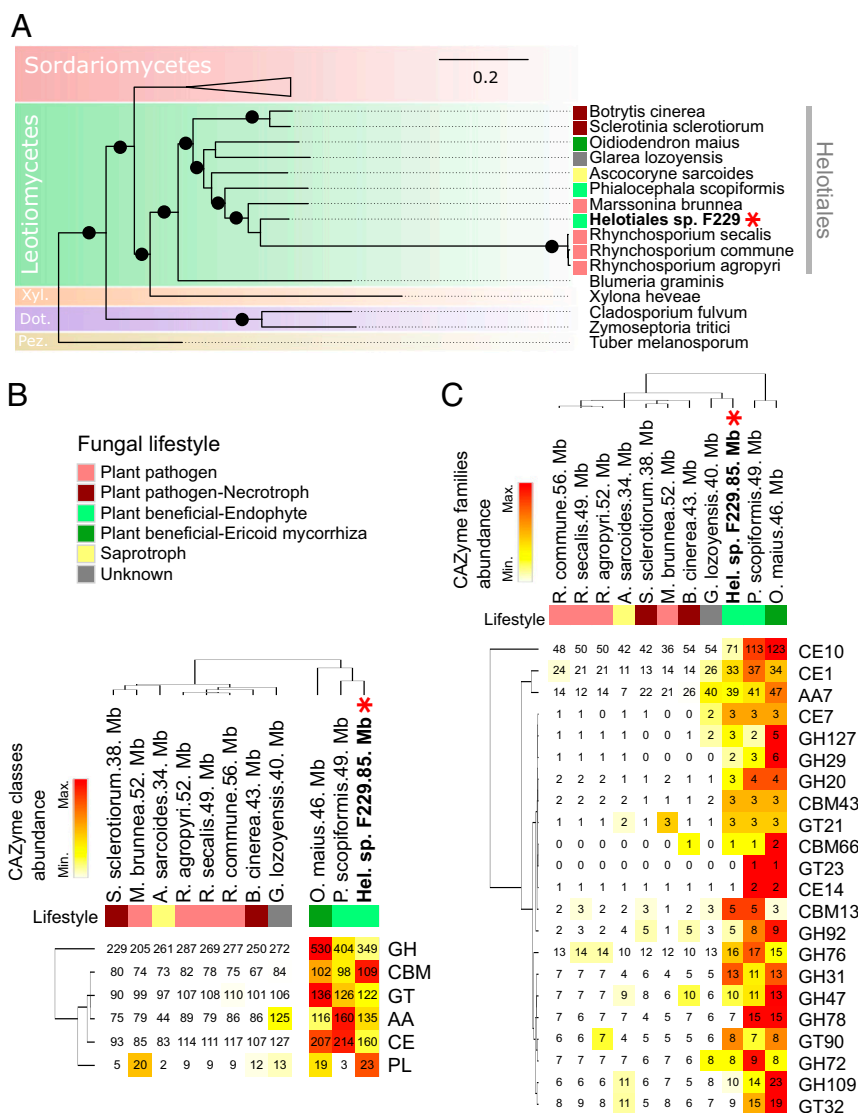 A
Sordariomycetes
0.2
Leotiomycetes
Botrytis cinerea
Sclerotinia sclerotiorum
Oidiodendron maius
Glarea lozoyensis
Ascocoryne sarcoides
Phialocephala scopiformis
Marssonina brunnea
Helotiales sp. F229 *
Rhynchosporium secalis
Rhynchosporium commune
Rhynchosporium agropyri
Blumeria graminis
Xylona heveae
Cladosporium fulvum
Zymoseptoria tritici
Tuber melanosporum
Helotiales
Xyl.
Dot.
Pez.
B
Fungal lifestyle
Plant pathogen
Plant pathogen-Necrotroph
Plant beneficial-Endophyte
Plant beneficial-Ericoid mycorrhiza
Saprotroph
Unknown
CAZyme classes
abundance
Min. Max.
S. sclerotiorum.38. Mb
M. brunnea.52. Mb
A. sarcoides.34. Mb
R. agropyri.52. Mb
R. secalis.49. Mb
R. commune.56. Mb
B. cinerea.43. Mb
G. lozoyensis.40. Mb
O. maius.46. Mb
P. scopiformis.49. Mb
Hel. sp. F229.85. Mb *
Lifestyle
229 205 261 287 269 277 250 272 530 404 349 GH
80 74 73 82 78 75 67 84 102 98 109 CBM
90 99 97 107 108 110 101 106 136 126 122 GT
75 79 44 89 79 86 86 125 116 160 135 AA
93 85 83 114 111 117 107 127 207 214 160 CE
5 20 2 9 9 9 12 13 19 3 23 PL
C
CAZyme families
abundance
Min. Max.
R. commune.56. Mb
R. secalis.49. Mb
R. agropyri.52. Mb
A. sarcoides.34. Mb
S. sclerotiorum.38. Mb
M. brunnea.52. Mb
B. cinerea.43. Mb
G. lozoyensis.40. Mb
Hel. sp. F229.85. Mb *
P. scopiformis.49. Mb
O. maius.46. Mb
Lifestyle
48 50 50 42 42 36 54 54 71 113 123 CE10
24 21 21 11 13 14 14 26 33 37 34 CE1
14 12 14 7 22 21 26 40 39 41 47 AA7
1 1 0 1 1 0 0 2 3 3 3 CE7
1 1 1 1 0 0 0 2 3 2 5 GH127
1 1 1 0 0 0 0 0 2 3 6 GH29
2 2 2 1 1 1 2 1 3 4 4 GH20
2 2 2 2 1 1 1 2 3 3 3 CBM43
1 1 1 2 1 3 1 1 3 3 3 GT21
0 0 0 0 0 0 1 0 1 1 2 CBM66
0 0 0 0 0 0 0 0 0 1 1 GT23
1 1 1 1 1 1 1 1 1 2 2 CE14
2 3 2 2 3 2 1 3 5 5 3 CBM13
2 3 2 1 5 1 5 3 5 8 9 GH92
13 14 14 10 12 12 10 13 16 17 15 GH76
7 7 7 4 6 4 5 6 13 11 13 GH31
7 7 7 9 8 6 10 6 10 11 13 GH47
7 7 7 6 7 6 6 7 7 15 15 GH78
6 6 7 4 5 5 5 6 8 7 8 GT90
7 7 7 6 7 6 6 8 8 9 8 GH72
6 6 6 11 6 7 6 8 10 14 23 GH109
8 9 8 11 8 6 8 7 9 15 19 GT32